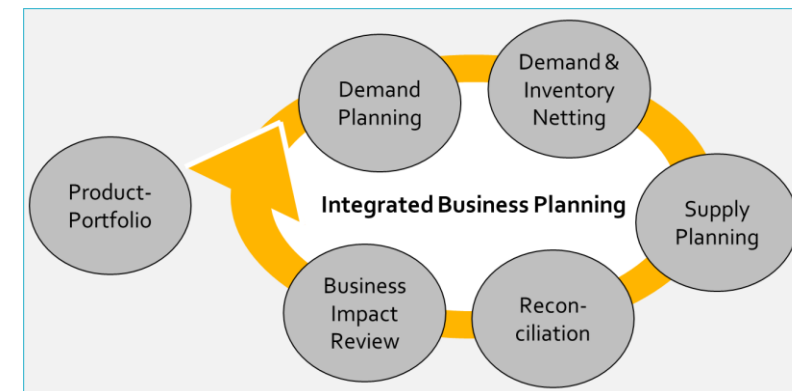 Product-
Portfolio
Demand
Planning
Demand &
Inventory
Netting
Supply
Planning
Recon-
ciliation
Business
Impact
Review
Integrated Business Planning